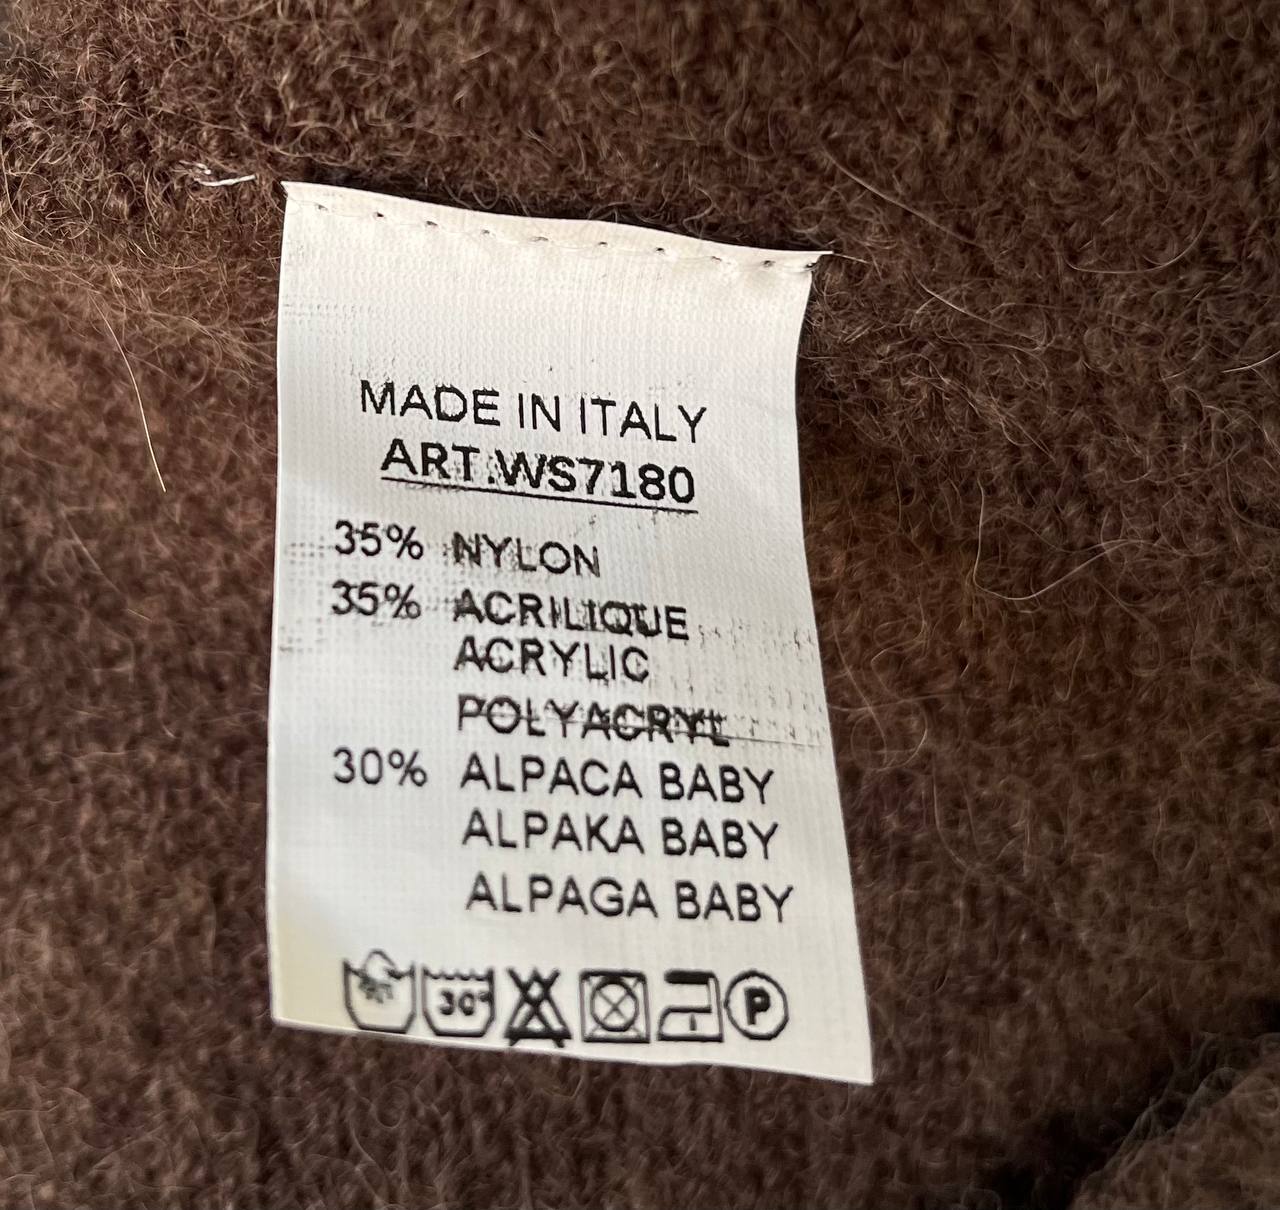 MADE IN ITALY
ART.WS7180
35% NYLON
35% ACRILIQUE
ACRYLIC
POLYACRYL
30% ALPACA BABY
ALPAKA BABY
ALPAGA BABY
30° P